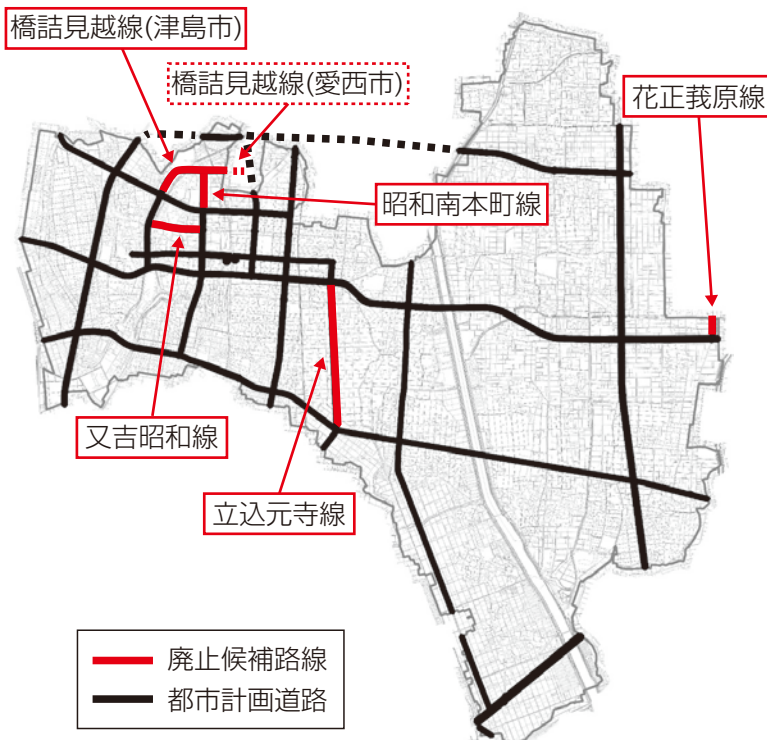 橋詰見越線(津島市)
橋詰見越線(愛西市)
花正莪原線
昭和南本町線
又吉昭和線
立込元寺線
廃止候補路線
都市計画道路